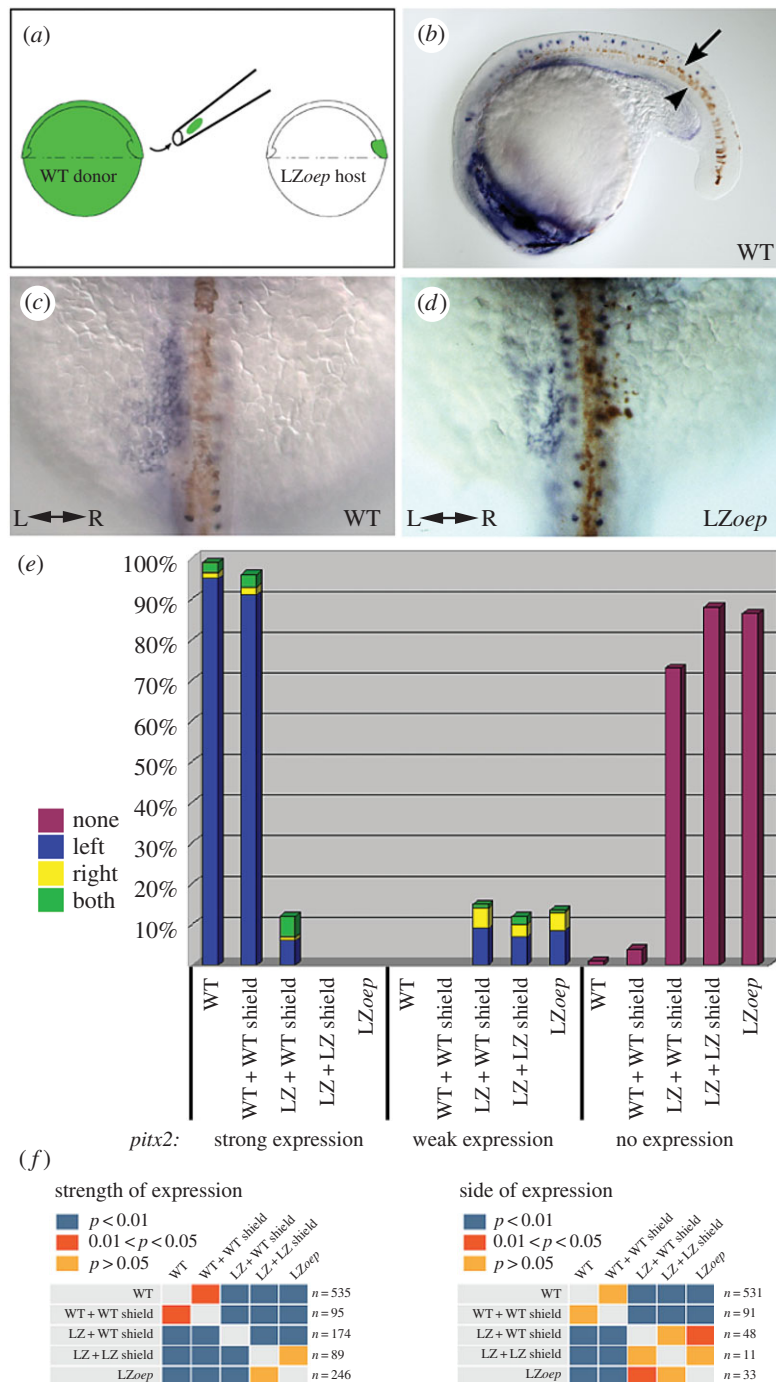 (a)
WT donor
LZoep host
(b)
WT
(c)
L R
WT
(d)
L R
LZoep
(e)
100%
90%
80%
70%
60%
50%
40%
30%
20%
10%
none
left
right
both
WT
WT + WT shield
LZ + WT shield
LZ + LZ shield
LZoep
WT
WT + WT shield
LZ + WT shield
LZ + LZ shield
LZoep
WT
WT + WT shield
LZ + WT shield
LZ + LZ shield
LZoep
pitx2: strong expression weak expression no expression
(f)
strength of expression
p < 0.01
0.01 < p < 0.05
p > 0.05
WT
WT + WT shield
LZ + WT shield
LZ + LZ shield
LZoep
WT n = 535
WT + WT shield n = 95
LZ + WT shield n = 174
LZ + LZ shield n = 89
LZoep n = 246
side of expression
p < 0.01
0.01 < p < 0.05
p > 0.05
WT
WT + WT shield
LZ + WT shield
LZ + LZ shield
LZoep
WT n = 531
WT + WT shield n = 91
LZ + WT shield n = 48
LZ + LZ shield n = 11
LZoep n = 33